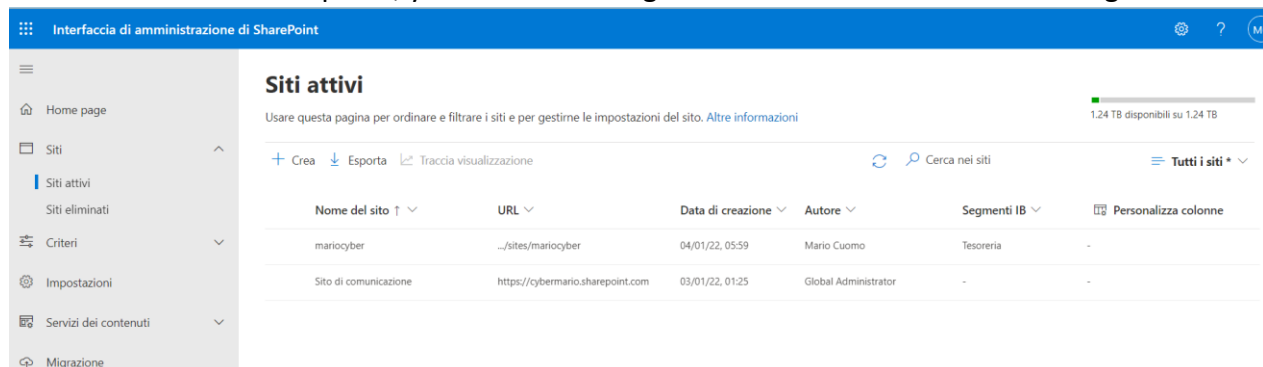 Interfaccia di amministrazione di SharePoint ?
Home page
Siti
Siti attivi
Siti eliminati
Criteri
Impostazioni
Servizi dei contenuti
Migrazione
Siti attivi
Usare questa pagina per ordinare e filtrare i siti e per gestirne le impostazioni del sito. Altre informazioni
1.24 TB disponibili su 1.24 TB
Crea Esporta Traccia visualizzazione Cerca nei siti Tutti i siti *
Nome del sito ↑ URL Data di creazione Autore Segmenti IB Personalizza colonne
mariocyber .../sites/mariocyber 04/01/22, 05:59 Mario Cuomo Tesoreria -
Sito di comunicazione https://cybermario.sharepoint.com 03/01/22, 01:25 Global Administrator - -